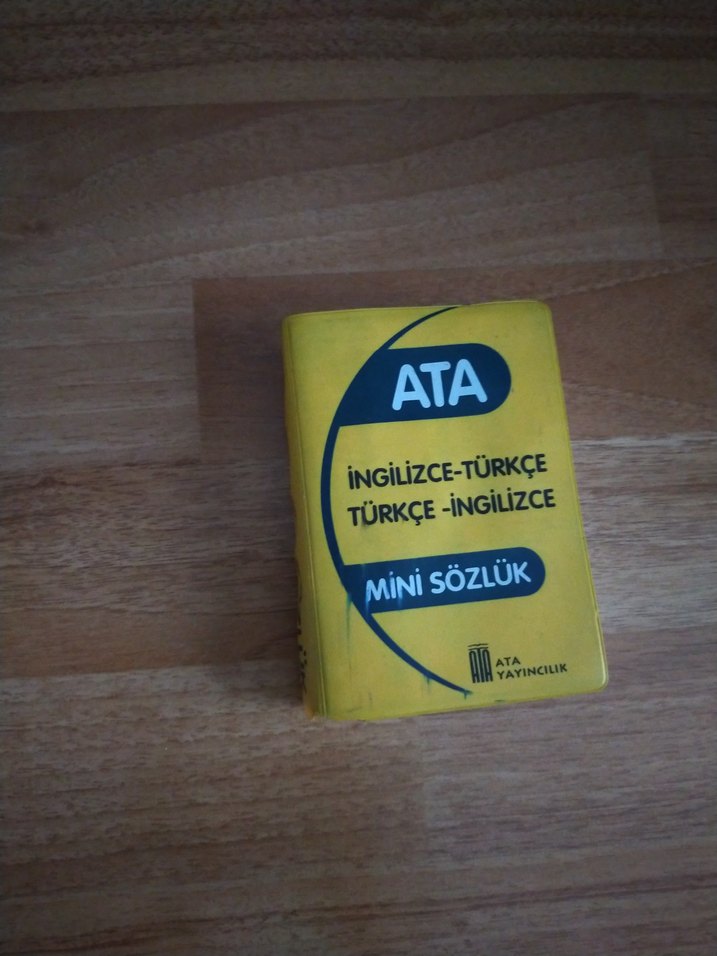 ATA
İNGİLİZCE-TÜRKÇE
TÜRKÇE -İNGİLİZCE
MİNİ SÖZLÜK
ATA
ATA
YAYINCILIK